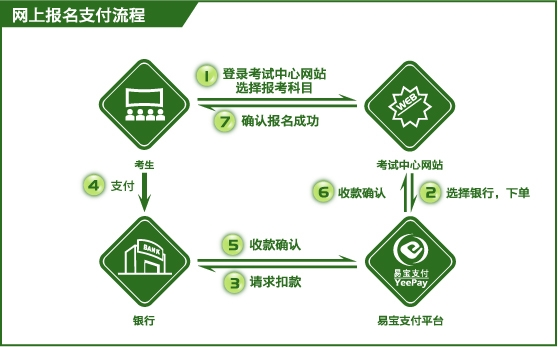 网上报名支付流程
1 登录考试中心网站
选择报考科目
7 确认报名成功
WEB
考生
考试中心网站
4 支付
6 收款确认
2 选择银行，下单
BANK
5 收款确认
3 请求扣款
易宝支付
YeePay
银行
易宝支付平台